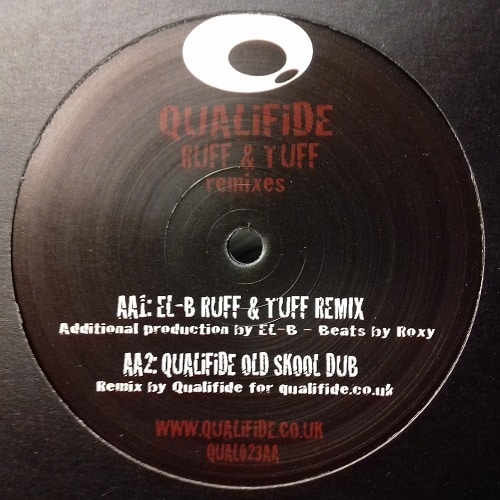 QUALiFiDE
RUFF & TUFF
remixes
AA1: EL-B RUFF & TUFF REMIX
Additional production by EL-B - Beats by Roxy
AA2: QUALiFiDE OLD SKOOL DUB
Remix by Qualifide for qualifide.co.uk
WWW.QUALiFiDE.CO.UK
QUAL023AA